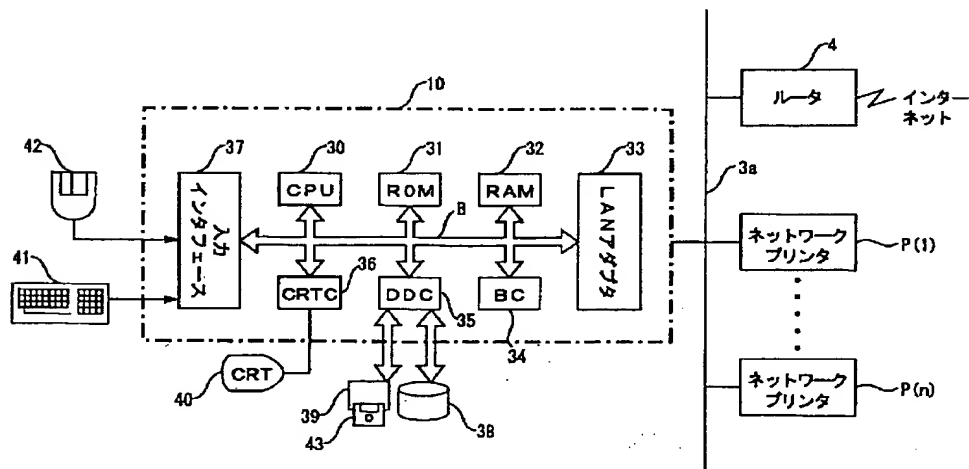 10
4
ルータ
インター
ネット
42
37
30
31
32
33
3a
CPU
ROM
RAM
LANアダプタ
入力
インタフェース
B
41
36
CRTC
DDC
35
BC
34
ネットワーク
プリンタ
P(1)
CRT
40
39
43
38
ネットワーク
プリンタ
P(n)